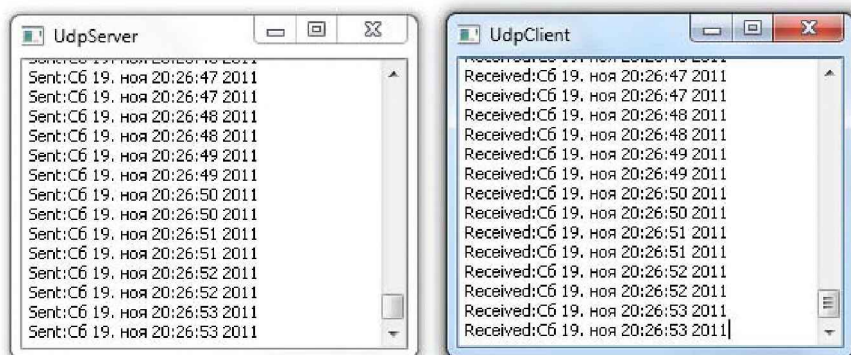 UdpServer
Sent:Сб 19. ноя 20:26:47 2011
Sent:Сб 19. ноя 20:26:47 2011
Sent:Сб 19. ноя 20:26:48 2011
Sent:Сб 19. ноя 20:26:48 2011
Sent:Сб 19. ноя 20:26:49 2011
Sent:Сб 19. ноя 20:26:49 2011
Sent:Сб 19. ноя 20:26:50 2011
Sent:Сб 19. ноя 20:26:50 2011
Sent:Сб 19. ноя 20:26:51 2011
Sent:Сб 19. ноя 20:26:51 2011
Sent:Сб 19. ноя 20:26:52 2011
Sent:Сб 19. ноя 20:26:52 2011
Sent:Сб 19. ноя 20:26:53 2011
Sent:Сб 19. ноя 20:26:53 2011
UdpClient
Received:Сб 19. ноя 20:26:47 2011
Received:Сб 19. ноя 20:26:47 2011
Received:Сб 19. ноя 20:26:48 2011
Received:Сб 19. ноя 20:26:48 2011
Received:Сб 19. ноя 20:26:49 2011
Received:Сб 19. ноя 20:26:49 2011
Received:Сб 19. ноя 20:26:50 2011
Received:Сб 19. ноя 20:26:50 2011
Received:Сб 19. ноя 20:26:51 2011
Received:Сб 19. ноя 20:26:51 2011
Received:Сб 19. ноя 20:26:52 2011
Received:Сб 19. ноя 20:26:52 2011
Received:Сб 19. ноя 20:26:53 2011
Received:Сб 19. ноя 20:26:53 2011